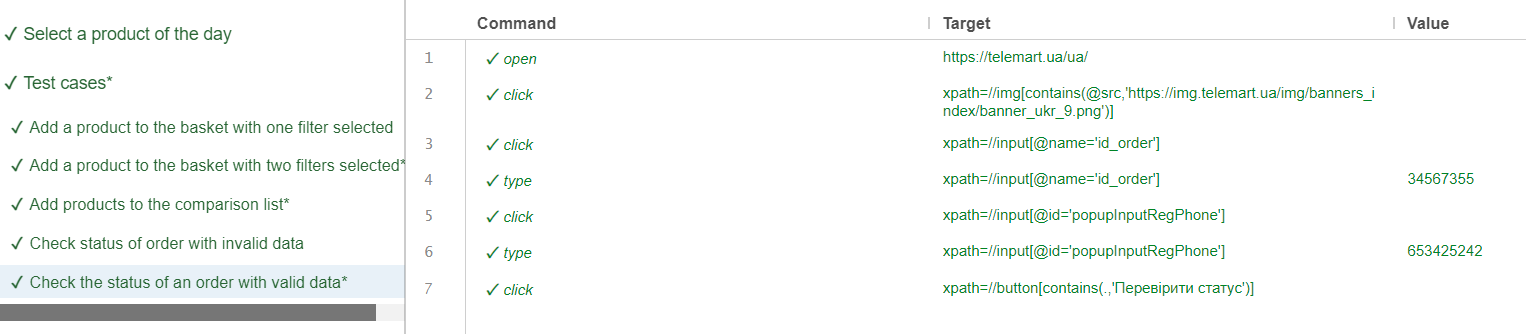 Select a product of the day
Test cases*
Add a product to the basket with one filter selected
Add a product to the basket with two filters selected*
Add products to the comparison list*
Check status of order with invalid data
Check the status of an order with valid data*
Command Target Value
1 open https://telemart.ua/ua/
2 click xpath=//img[contains(@src,'https://img.telemart.ua/img/banners_i
ndex/banner_ukr_9.png')]
3 click xpath=//input[@name='id_order']
4 type xpath=//input[@name='id_order'] 34567355
5 click xpath=//input[@id='popupInputRegPhone']
6 type xpath=//input[@id='popupInputRegPhone'] 653425242
7 click xpath=//button[contains(.,'Перевірити статус')]